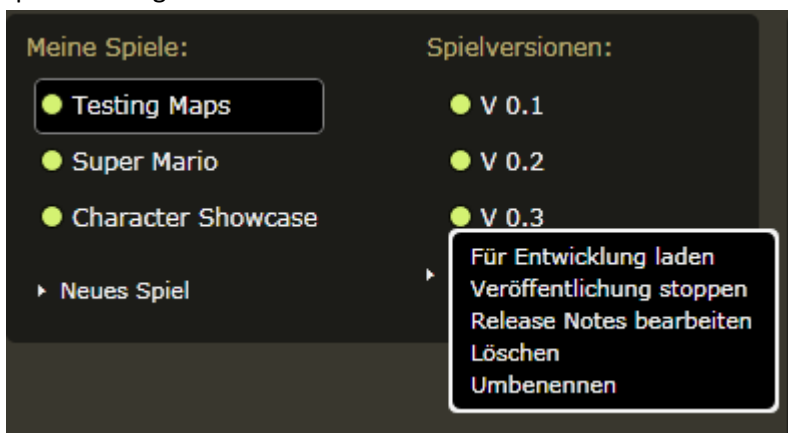 Meine Spiele:
Testing Maps
Super Mario
Character Showcase
Neues Spiel
Spielversionen:
V 0.1
V 0.2
V 0.3
Für Entwicklung laden
Veröffentlichung stoppen
Release Notes bearbeiten
Löschen
Umbenennen